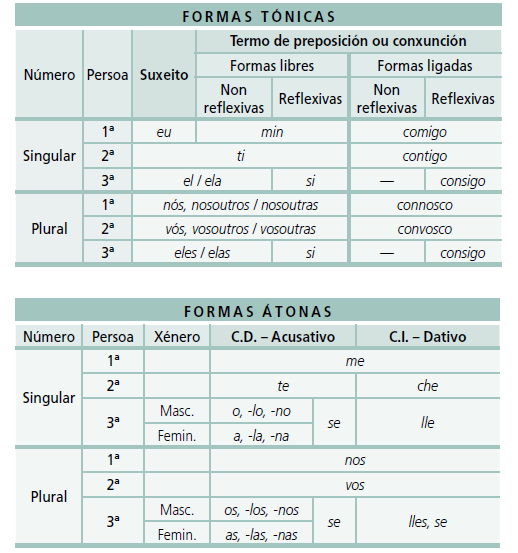 FORMAS TÓNICAS
Número Persoa Suxeito Termo de preposición ou conxunción
Formas libres Formas ligadas
Non reflexivas Reflexivas Non reflexivas Reflexivas
Singular 1ª eu min comigo
2ª ti contigo
3ª el / ela si — consigo
Plural 1ª nós, nosoutros / nosoutras connosco
2ª vós, vosoutros / vosoutras convosco
3ª eles / elas si — consigo
FORMAS ÁTONAS
Número Persoa Xénero C.D. – Acusativo C.I. – Dativo
Singular 1ª me
2ª te che
3ª Masc. o, -lo, -no se lle
Femin. a, -la, -na
Plural 1ª nos
2ª vos
3ª Masc. os, -los, -nos se lles, se
Femin. as, -las, -nas